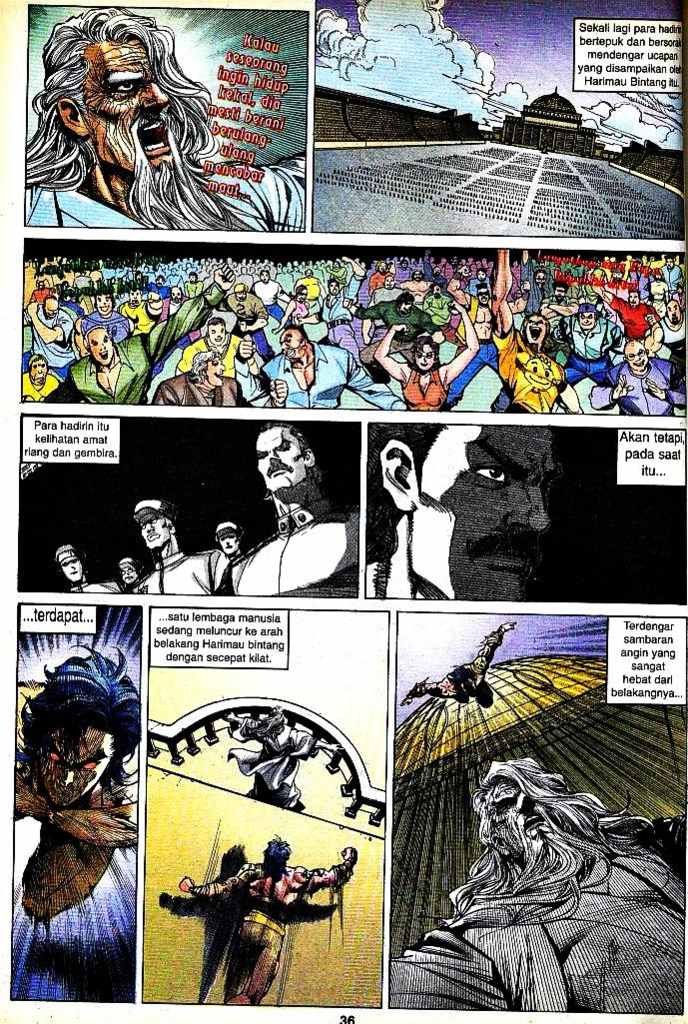 Kalau
seseorang
ingin hidup
kekal, dia
mesti berani
berulang-
ulang
mencabar
maut...
Sekali lagi para hadirin
bertepuk dan bersorak
mendengar ucapan
yang disampaikan oleh
Harimau Bintang itu.
Para hadirin itu
kelihatan amat
riang dan gembira.
Akan tetapi,
pada saat
itu...
...terdapat...
...satu lembaga manusia
sedang meluncur ke arah
belakang Harimau bintang
dengan secepat kilat.
Terdengar
sambaran
angin yang
sangat
hebat dari
belakangnya...
36